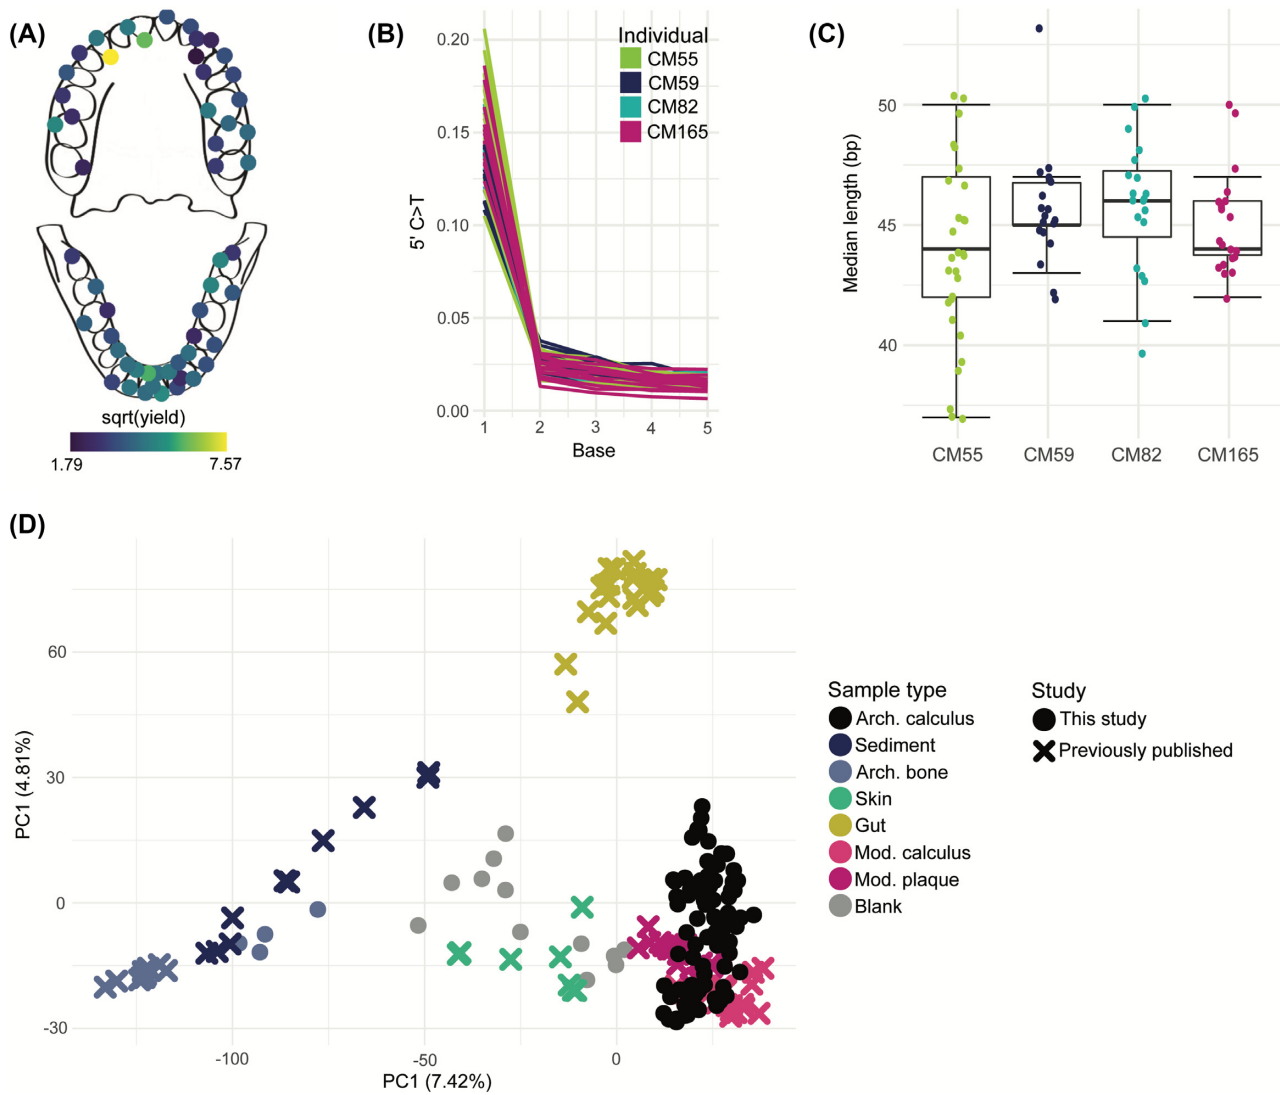 (A)
sqrt(yield)
1.79 7.57
(B)
5' C>T
0.20
0.15
0.10
0.05
0.00
1 2 3 4 5
Base
Individual
CM55
CM59
CM82
CM165
(C)
Median length (bp)
50
45
40
CM55 CM59 CM82 CM165
(D)
PC1 (4.81%)
60
30
0
-30
-100 -50 0
PC1 (7.42%)
Sample type
Arch. calculus
Sediment
Arch. bone
Skin
Gut
Mod. calculus
Mod. plaque
Blank
Study
This study
Previously published